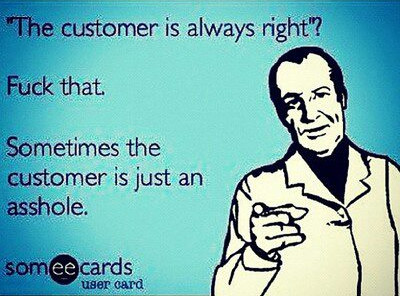 "The customer is always right"?
Fuck that.
Sometimes the
customer is just an
asshole.
someecards
user card